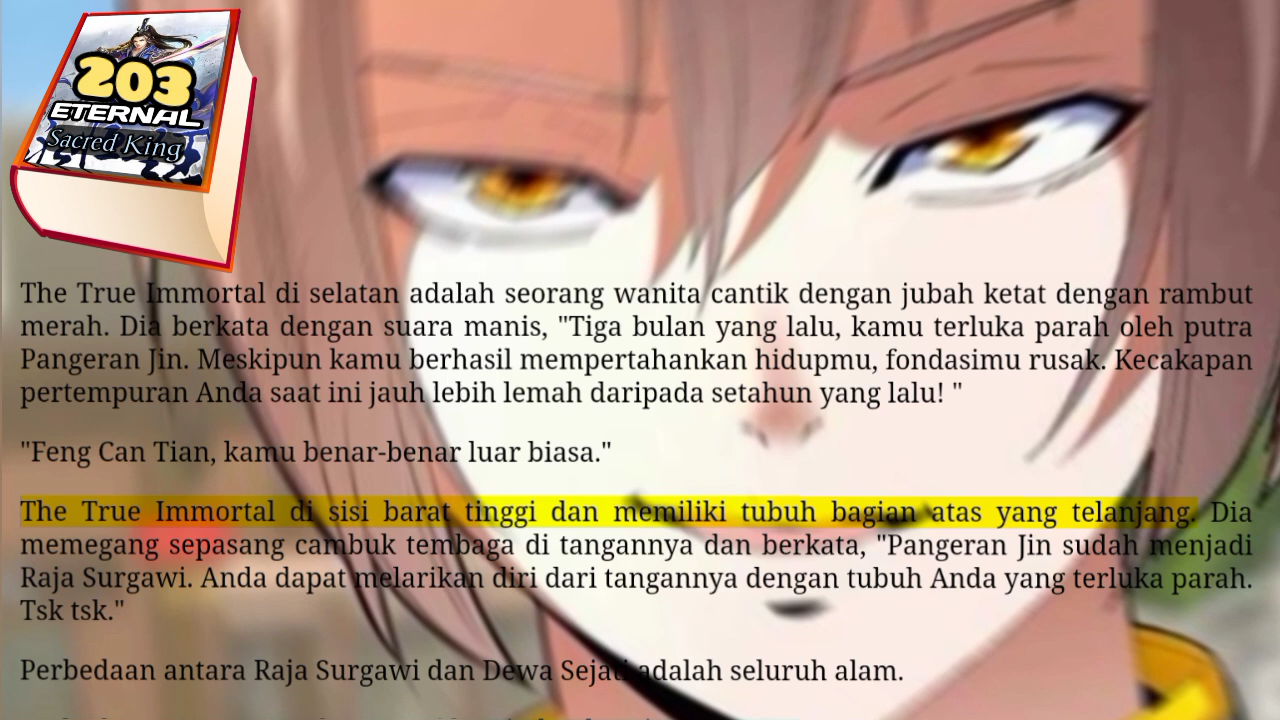 203
ETERNAL
Sacred King
The True Immortal di selatan adalah seorang wanita cantik dengan jubah ketat dengan rambut
merah. Dia berkata dengan suara manis, "Tiga bulan yang lalu, kamu terluka parah oleh putra
Pangeran Jin. Meskipun kamu berhasil mempertahankan hidupmu, fondasimu rusak. Kecakapan
pertempuran Anda saat ini jauh lebih lemah daripada setahun yang lalu! "
"Feng Can Tian, kamu benar-benar luar biasa."
The True Immortal di sisi barat tinggi dan memiliki tubuh bagian atas yang telanjang. Dia
memegang sepasang cambuk tembaga di tangannya dan berkata, "Pangeran Jin sudah menjadi
Raja Surgawi. Anda dapat melarikan diri dari tangannya dengan tubuh Anda yang terluka parah.
Tsk tsk."
Perbedaan antara Raja Surgawi dan Dewa Sejati adalah seluruh alam.